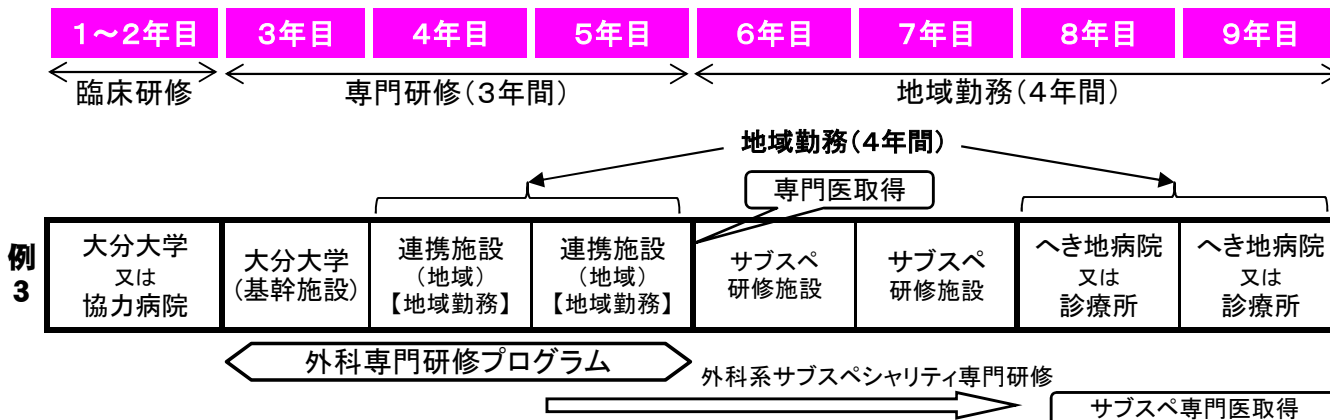 1～2年目 3年目 4年目 5年目 6年目 7年目 8年目 9年目
臨床研修 専門研修(3年間) 地域勤務(4年間)
地域勤務(4年間)
専門医取得
例3
大分大学
又は
協力病院
大分大学
(基幹施設)
連携施設
(地域)
【地域勤務】
連携施設
(地域)
【地域勤務】
サブスペ
研修施設
サブスペ
研修施設
へき地病院
又は
診療所
へき地病院
又は
診療所
外科専門研修プログラム
外科系サブスペシャリティ専門研修
サブスペ専門医取得